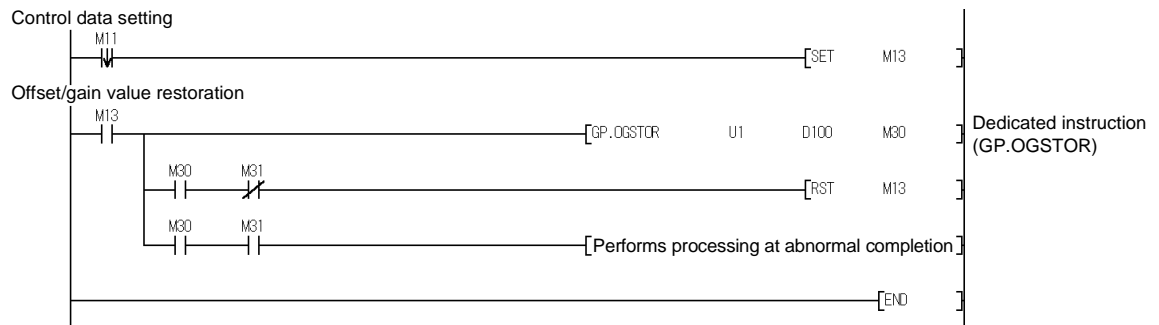 Control data setting
M11
SET M13
Offset/gain value restoration
M13
GP.OGSTOR U1 D100 M30
Dedicated instruction
(GP.OGSTOR)
M30 M31
RST M13
M30 M31
Performs processing at abnormal completion
END